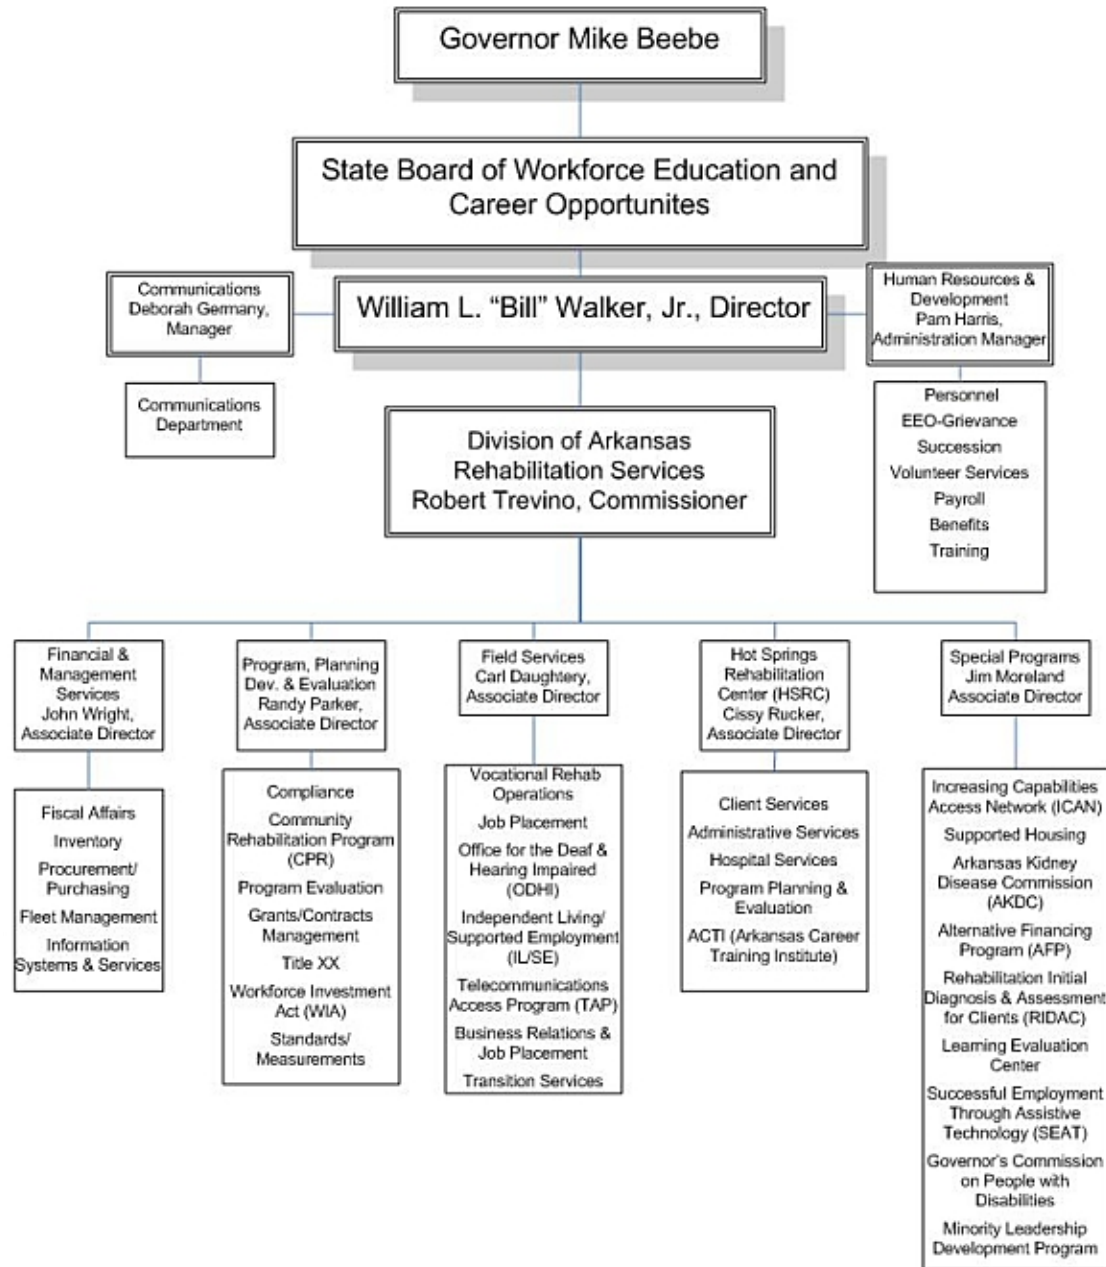 Governor Mike Beebe
State Board of Workforce Education and
Career Opportunites
Communications
Deborah Germany,
Manager
William L. “Bill” Walker, Jr., Director
Human Resources &
Development
Pam Harris,
Administration Manager
Communications
Department
Personnel
EEO-Grievance
Succession
Volunteer Services
Payroll
Benefits
Training
Division of Arkansas
Rehabilitation Services
Robert Trevino, Commissioner
Financial &
Management
Services
John Wright,
Associate Director
Program, Planning
Dev. & Evaluation
Randy Parker,
Associate Director
Field Services
Carl Daughtery,
Associate Director
Hot Springs
Rehabilitation
Center (HSRC)
Cissy Rucker,
Associate Director
Special Programs
Jim Moreland
Associate Director
Fiscal Affairs
Inventory
Procurement/
Purchasing
Fleet Management
Information
Systems & Services
Compliance
Community
Rehabilitation Program
(CPR)
Program Evaluation
Grants/Contracts
Management
Title XX
Workforce Investment
Act (WIA)
Standards/
Measurements
Vocational Rehab
Operations
Job Placement
Office for the Deaf &
Hearing Impaired
(ODHI)
Independent Living/
Supported Employment
(IL/SE)
Telecommunications
Access Program (TAP)
Business Relations &
Job Placement
Transition Services
Client Services
Administrative Services
Hospital Services
Program Planning &
Evaluation
ACTI (Arkansas Career
Training Institute)
Increasing Capabilities
Access Network (ICAN)
Supported Housing
Arkansas Kidney
Disease Commission
(AKDC)
Alternative Financing
Program (AFP)
Rehabilitation Initial
Diagnosis & Assessment
for Clients (RIDAC)
Learning Evaluation
Center
Successful Employment
Through Assistive
Technology (SEAT)
Governor's Commission
on People with
Disabilities
Minority Leadership
Development Program